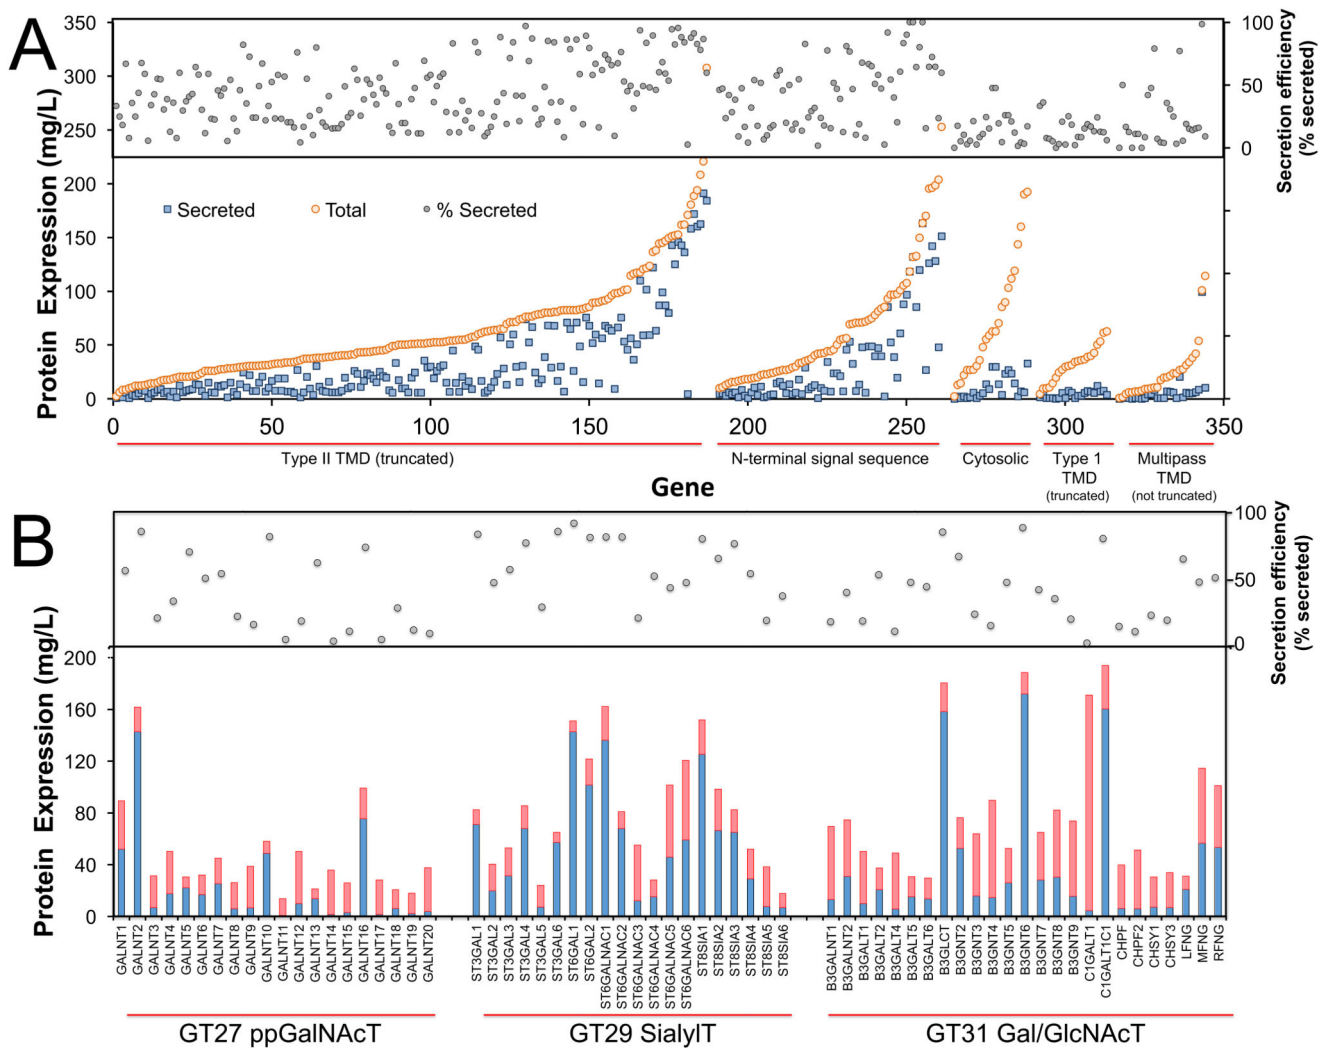 A
Protein Expression (mg/L)
350
300
250
200
150
100
50
0
100
50
0
Secretion efficiency
(% secreted)
Secreted
Total
% Secreted
0
50
100
150
200
250
300
350
Type II TMD (truncated)
N-terminal signal sequence
Cytosolic
Type 1
TMD
(truncated)
Multipass
TMD
(not truncated)
Gene
B
Protein Expression (mg/L)
200
160
120
80
40
0
100
50
0
Secretion efficiency
(% secreted)
GALNT1
GALNT2
GALNT3
GALNT4
GALNT5
GALNT6
GALNT7
GALNT8
GALNT9
GALNT10
GALNT11
GALNT12
GALNT13
GALNT14
GALNT15
GALNT16
GALNT17
GALNT18
GALNT19
GALNT20
ST3GAL1
ST3GAL2
ST3GAL3
ST3GAL4
ST3GAL5
ST3GAL6
ST6GAL1
ST6GAL2
ST6GALNAC1
ST6GALNAC2
ST6GALNAC3
ST6GALNAC4
ST6GALNAC5
ST6GALNAC6
ST8SIA1
ST8SIA2
ST8SIA3
ST8SIA4
ST8SIA5
ST8SIA6
B3GALNT1
B3GALNT2
B3GALT1
B3GALT2
B3GALT4
B3GALT5
B3GALT6
B3GLCT
B3GNT2
B3GNT3
B3GNT4
B3GNT5
B3GNT6
B3GNT7
B3GNT8
B3GNT9
C1GALT1
C1GALT1C1
CHPF
CHPF2
CHSY1
CHSY3
LFNG
MFNG
RFNG
GT27 ppGalNAcT
GT29 SialylT
GT31 Gal/GlcNAcT